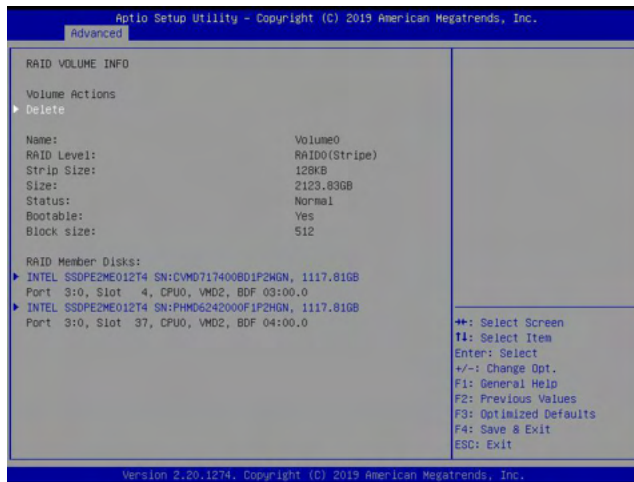 Aptio Setup Utility - Copyright (C) 2019 American Megatrends, Inc.
Advanced
RAID VOLUME INFO
Volume Actions
Delete
Name: Volume0
RAID Level: RAID0(Stripe)
Strip Size: 128KB
Size: 2123.83GB
Status: Normal
Bootable: Yes
Block size: 512
RAID Member Disks:
INTEL SSDPE2ME012T4 SN:CVMD717400BD1P2WGN, 1117.81GB
Port 3:0, Slot 4, CPU0, VMD2, BDF 03:00.0
INTEL SSDPE2ME012T4 SN:PHMD6242000F1P2HGN, 1117.81GB
Port 3:0, Slot 37, CPU0, VMD2, BDF 04:00.0
→←: Select Screen
↑↓: Select Item
Enter: Select
+/-: Change Opt.
F1: General Help
F2: Previous Values
F3: Optimized Defaults
F4: Save & Exit
ESC: Exit
Version 2.20.1274. Copyright (C) 2019 American Megatrends, Inc.